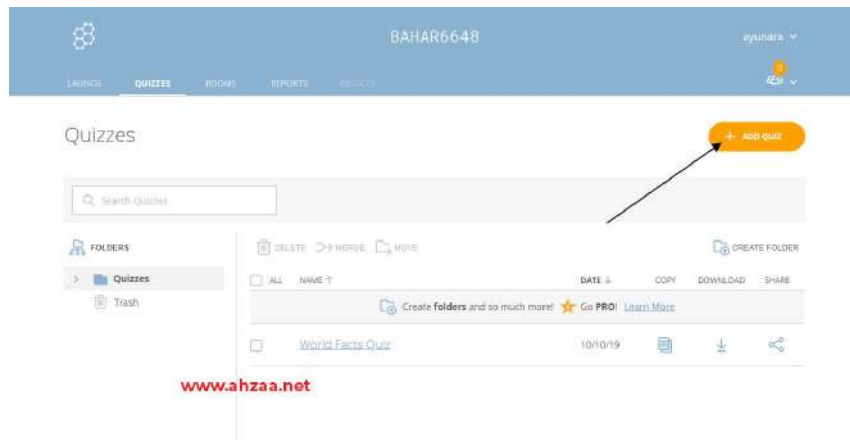 BAHAR6648
ayunara
LAUNCH QUIZZES ROOMS REPORTS RESULTS
Quizzes
+ ADD QUIZ
Search Quizzes
FOLDERS
DELETE MERGE MOVE
CREATE FOLDER
Quizzes
ALL NAME DATE COPY DOWNLOAD SHARE
Trash
Create folders and so much more! Go PRO! Learn More
World Facts Quiz 10/10/19
www.ahzaa.net